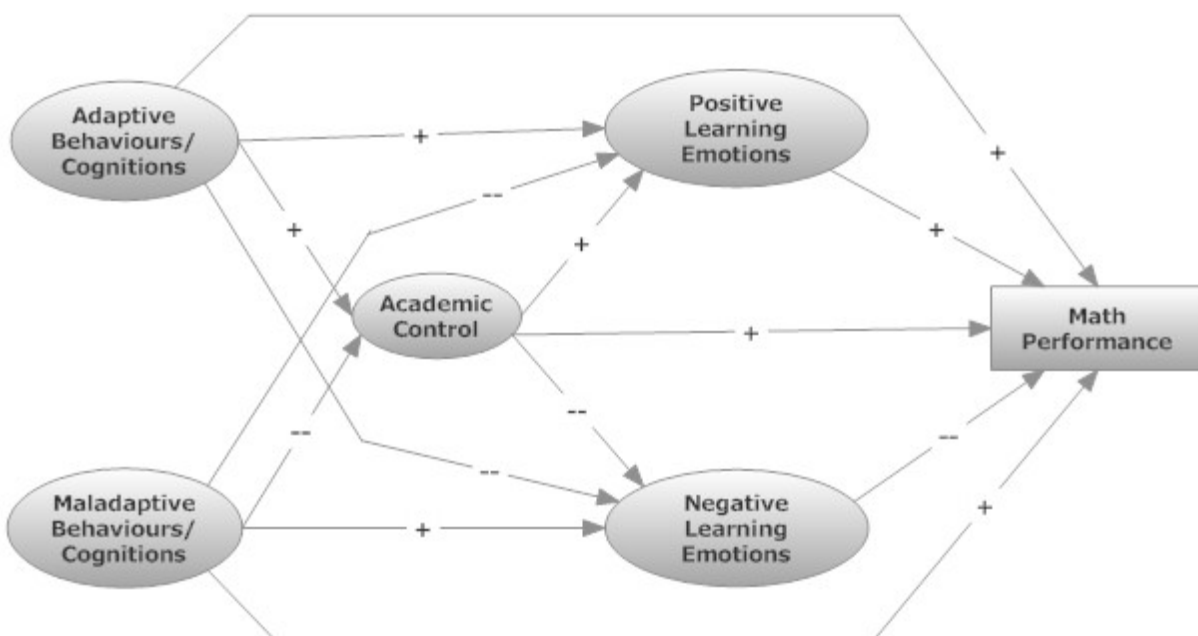 Adaptive
Behaviours/
Cognitions
Positive
Learning
Emotions
+
+
+
--
+
+
Academic
Control
Math
Performance
+
--
--
--
--
Maladaptive
Behaviours/
Cognitions
Negative
Learning
Emotions
+
+